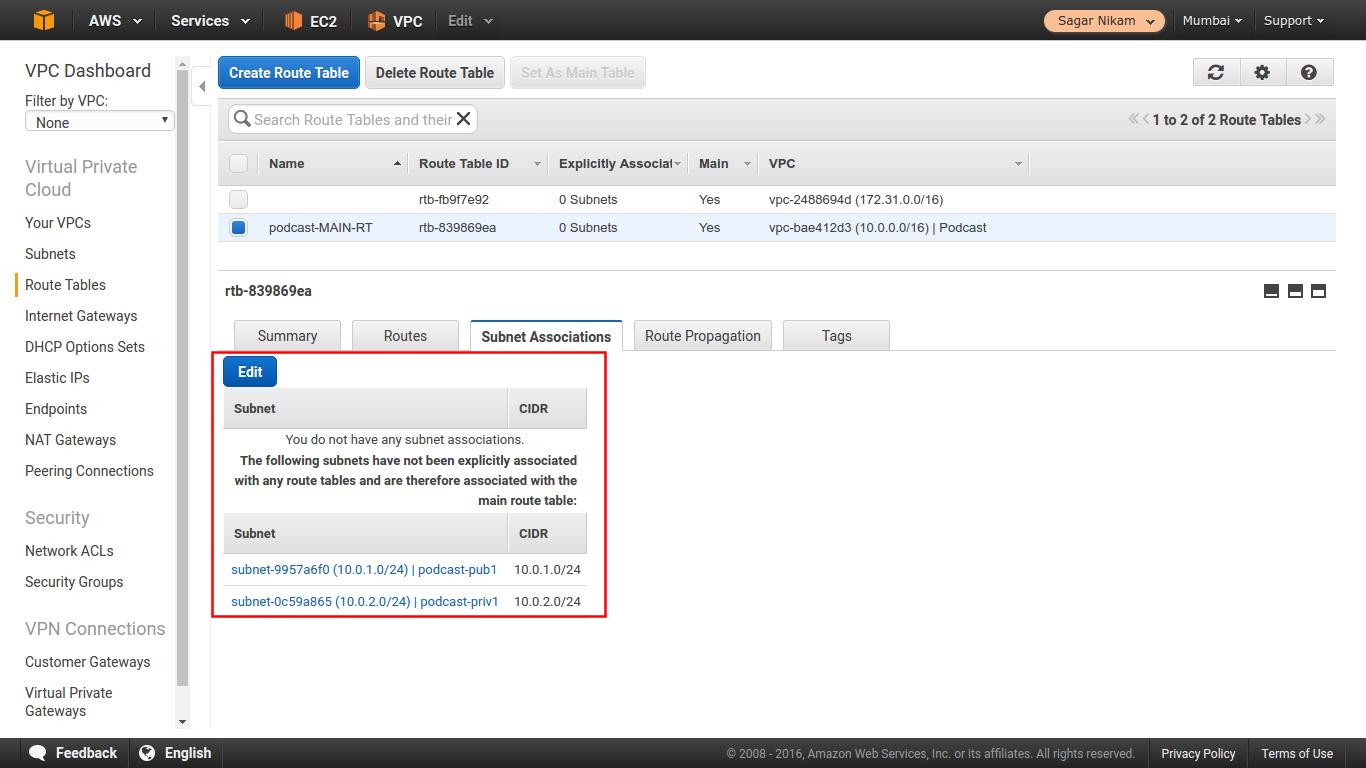 AWS Services EC2 VPC Edit Sagar Nikam Mumbai Support
VPC Dashboard
Filter by VPC:
None
Virtual Private
Cloud
Your VPCs
Subnets
Route Tables
Internet Gateways
DHCP Options Sets
Elastic IPs
Endpoints
NAT Gateways
Peering Connections
Security
Network ACLs
Security Groups
VPN Connections
Customer Gateways
Virtual Private
Gateways
Create Route Table Delete Route Table Set As Main Table
Search Route Tables and their 1 to 2 of 2 Route Tables
Name Route Table ID Explicitly Associat Main VPC
rtb-fb9f7e92 0 Subnets Yes vpc-2488694d (172.31.0.0/16)
podcast-MAIN-RT rtb-839869ea 0 Subnets Yes vpc-bae412d3 (10.0.0.0/16) | Podcast
rtb-839869ea
Summary Routes Subnet Associations Route Propagation Tags
Edit
Subnet CIDR
You do not have any subnet associations.
The following subnets have not been explicitly associated
with any route tables and are therefore associated with the
main route table:
Subnet CIDR
subnet-9957a6f0 (10.0.1.0/24) | podcast-pub1 10.0.1.0/24
subnet-0c59a865 (10.0.2.0/24) | podcast-priv1 10.0.2.0/24
Feedback English © 2008 - 2016, Amazon Web Services, Inc. or its affiliates. All rights reserved. Privacy Policy Terms of Use